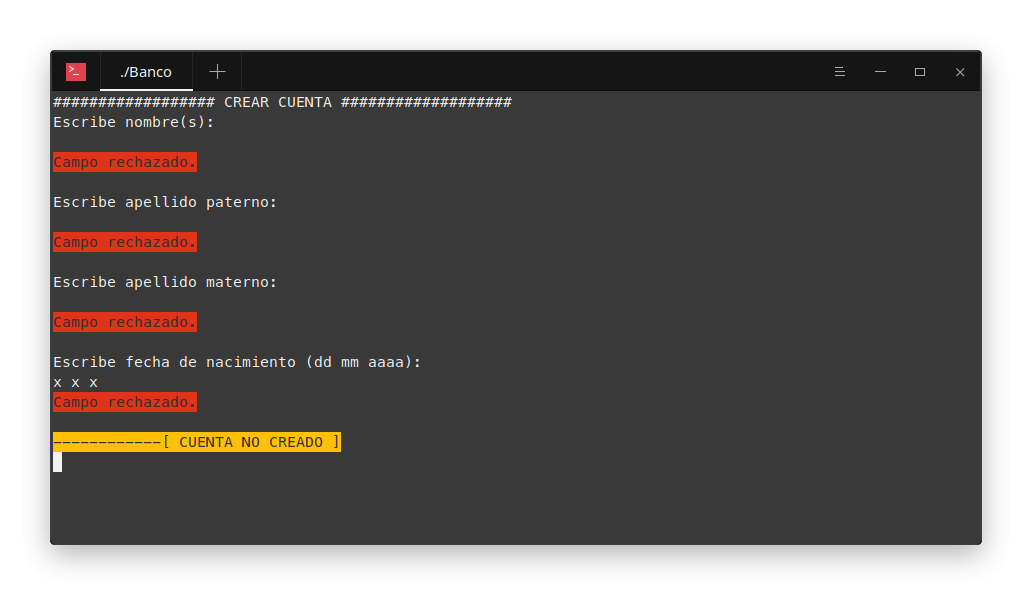 ./Banco
################## CREAR CUENTA ###################
Escribe nombre(s):
Campo rechazado.
Escribe apellido paterno:
Campo rechazado.
Escribe apellido materno:
Campo rechazado.
Escribe fecha de nacimiento (dd mm aaaa):
x x x
Campo rechazado.
------------[ CUENTA NO CREADO ]